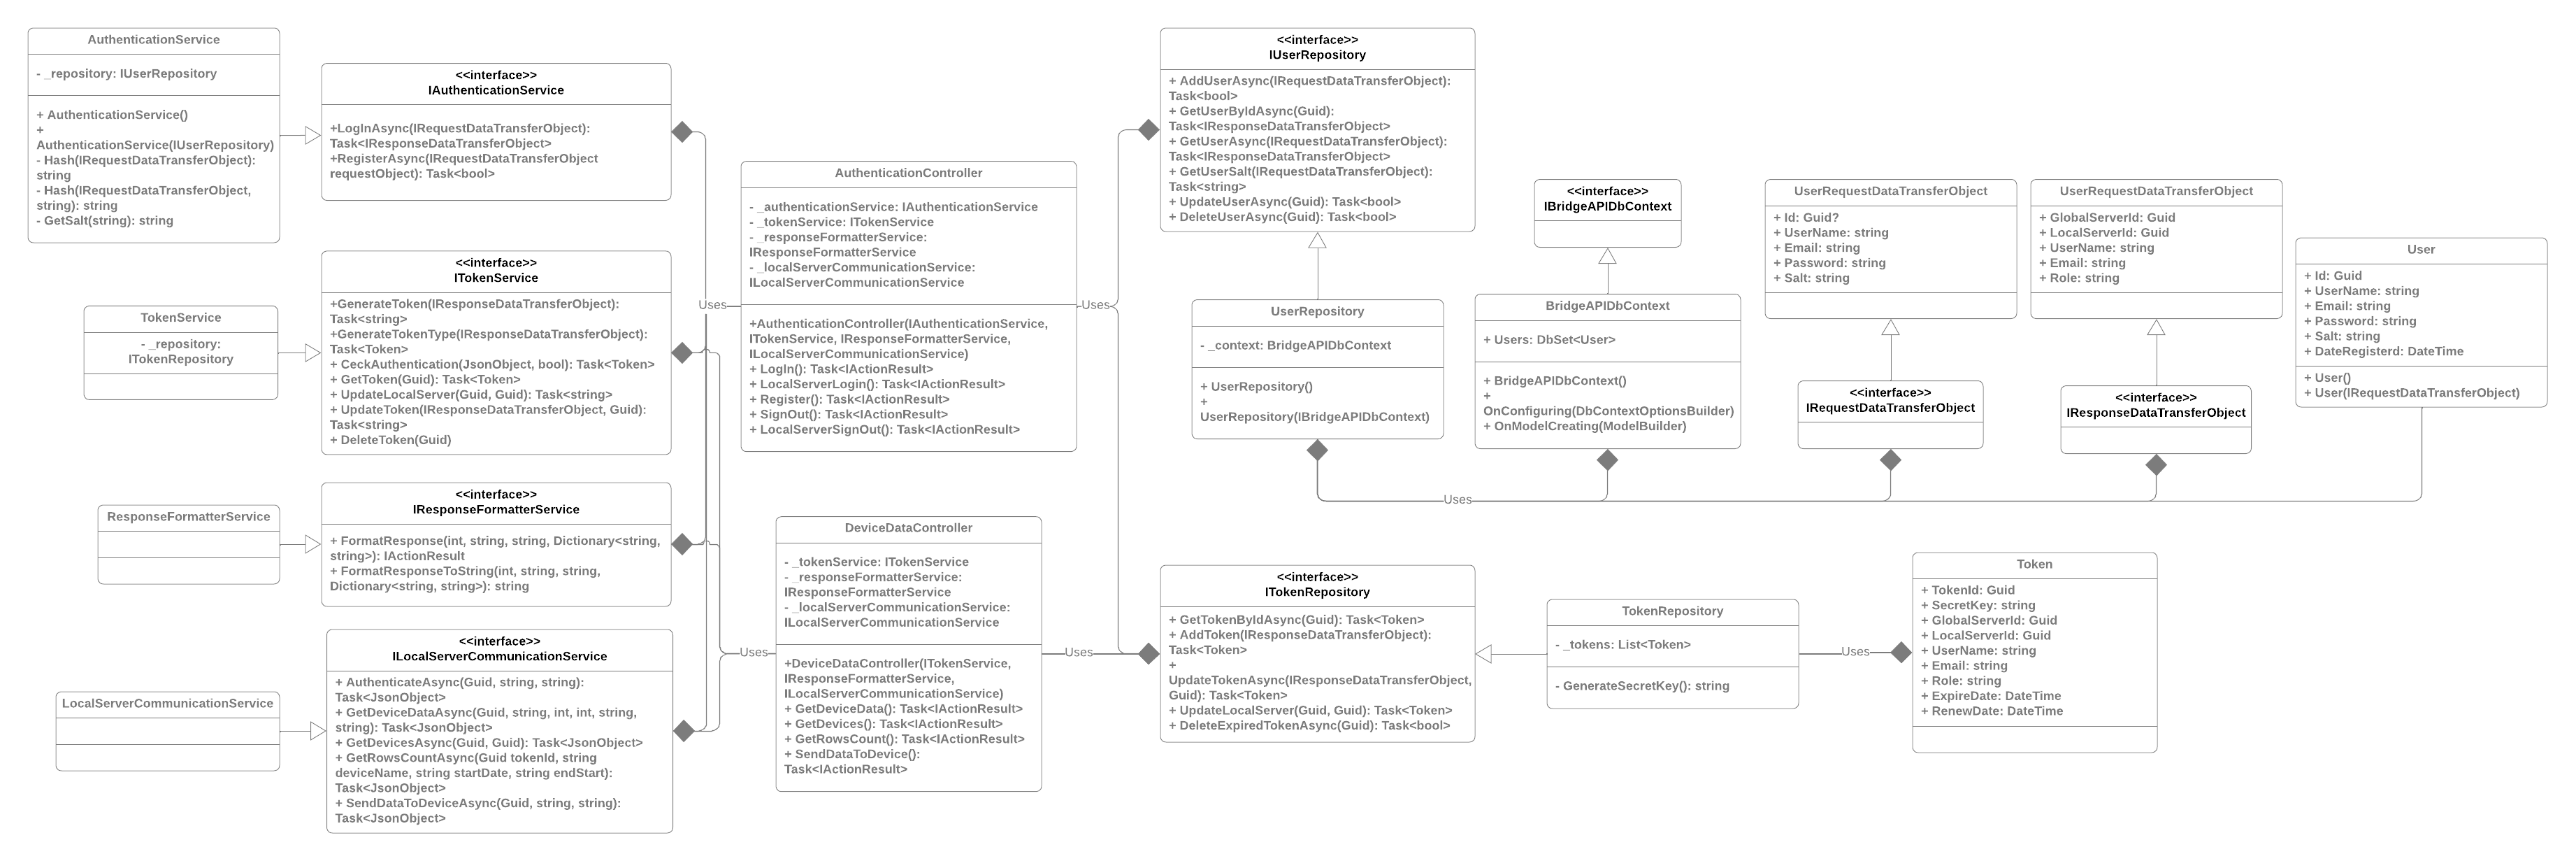 AuthenticationService
- _repository: IUserRepository
+ AuthenticationService()
+
AuthenticationService(IUserRepository)
- Hash(IRequestDataTransferObject):
string
- Hash(IRequestDataTransferObject,
string): string
- GetSalt(string): string
TokenService
- _repository:
ITokenRepository
ResponseFormatterService
LocalServerCommunicationService
<<interface>>
IAuthenticationService
+LogInAsync(IRequestDataTransferObject):
Task<IResponseDataTransferObject>
+RegisterAsync(IRequestDataTransferObject
requestObject): Task<bool>
<<interface>>
ITokenService
+GenerateToken(IResponseDataTransferObject):
Task<string>
+GenerateTokenType(IResponseDataTransferObject):
Task<Token>
+ CeckAuthentication(JsonObject, bool): Task<Token>
+ GetToken(Guid): Task<Token>
+ UpdateLocalServer(Guid, Guid): Task<string>
+ UpdateToken(IResponseDataTransferObject, Guid):
Task<string>
+ DeleteToken(Guid)
<<interface>>
IResponseFormatterService
+ FormatResponse(int, string, string, Dictionary<string,
string>): IActionResult
+ FormatResponseToString(int, string, string,
Dictionary<string, string>): string
<<interface>>
ILocalServerCommunicationService
+ AuthenticateAsync(Guid, string, string):
Task<JsonObject>
+ GetDeviceDataAsync(Guid, string, int, int, string,
string): Task<JsonObject>
+ GetDevicesAsync(Guid, Guid): Task<JsonObject>
+ GetRowsCountAsync(Guid tokenId, string
deviceName, string startDate, string endStart):
Task<JsonObject>
+ SendDataToDeviceAsync(Guid, string, string):
Task<JsonObject>
Uses
Uses
AuthenticationController
- _authenticationService: IAuthenticationService
- _tokenService: ITokenService
- _responseFormatterService:
IResponseFormatterService
- _localServerCommunicationService:
ILocalServerCommunicationService
+AuthenticationController(IAuthenticationService,
ITokenService, IResponseFormatterService,
ILocalServerCommunicationService)
+ LogIn(): Task<IActionResult>
+ LocalServerLogin(): Task<IActionResult>
+ Register(): Task<IActionResult>
+ SignOut(): Task<IActionResult>
+ LocalServerSignOut(): Task<IActionResult>
DeviceDataController
- _tokenService: ITokenService
- _responseFormatterService:
IResponseFormatterService
- _localServerCommunicationService:
ILocalServerCommunicationService
+DeviceDataController(ITokenService,
IResponseFormatterService,
ILocalServerCommunicationService)
+ GetDeviceData(): Task<IActionResult>
+ GetDevices(): Task<IActionResult>
+ GetRowsCount(): Task<IActionResult>
+ SendDataToDevice():
Task<IActionResult>
Uses
Uses
<<interface>>
IUserRepository
+ AddUserAsync(IRequestDataTransferObject):
Task<bool>
+ GetUserByIdAsync(Guid):
Task<IResponseDataTransferObject>
+ GetUserAsync(IRequestDataTransferObject):
Task<IResponseDataTransferObject>
+ GetUserSalt(IRequestDataTransferObject):
Task<string>
+ UpdateUserAsync(Guid): Task<bool>
+ DeleteUserAsync(Guid): Task<bool>
UserRepository
- _context: BridgeAPIDbContext
+ UserRepository()
+
UserRepository(IBridgeAPIDbContext)
<<interface>>
IBridgeAPIDbContext
BridgeAPIDbContext
+ Users: DbSet<User>
+ BridgeAPIDbContext()
+
OnConfiguring(DbContextOptionsBuilder)
+ OnModelCreating(ModelBuilder)
UserRequestDataTransferObject
+ Id: Guid?
+ UserName: string
+ Email: string
+ Password: string
+ Salt: string
<<interface>>
IRequestDataTransferObject
UserRequestDataTransferObject
+ GlobalServerId: Guid
+ LocalServerId: Guid
+ UserName: string
+ Email: string
+ Role: string
<<interface>>
IResponseDataTransferObject
User
+ Id: Guid
+ UserName: string
+ Email: string
+ Password: string
+ Salt: string
+ DateRegisterd: DateTime
+ User()
+ User(IRequestDataTransferObject)
Uses
<<interface>>
ITokenRepository
+ GetTokenByIdAsync(Guid): Task<Token>
+ AddToken(IResponseDataTransferObject):
Task<Token>
+
UpdateTokenAsync(IResponseDataTransferObject,
Guid): Task<Token>
+ UpdateLocalServer(Guid, Guid): Task<Token>
+ DeleteExpiredTokenAsync(Guid): Task<bool>
TokenRepository
- _tokens: List<Token>
- GenerateSecretKey(): string
Uses
Token
+ TokenId: Guid
+ SecretKey: string
+ GlobalServerId: Guid
+ LocalServerId: Guid
+ UserName: string
+ Email: string
+ Role: string
+ ExpireDate: DateTime
+ RenewDate: DateTime